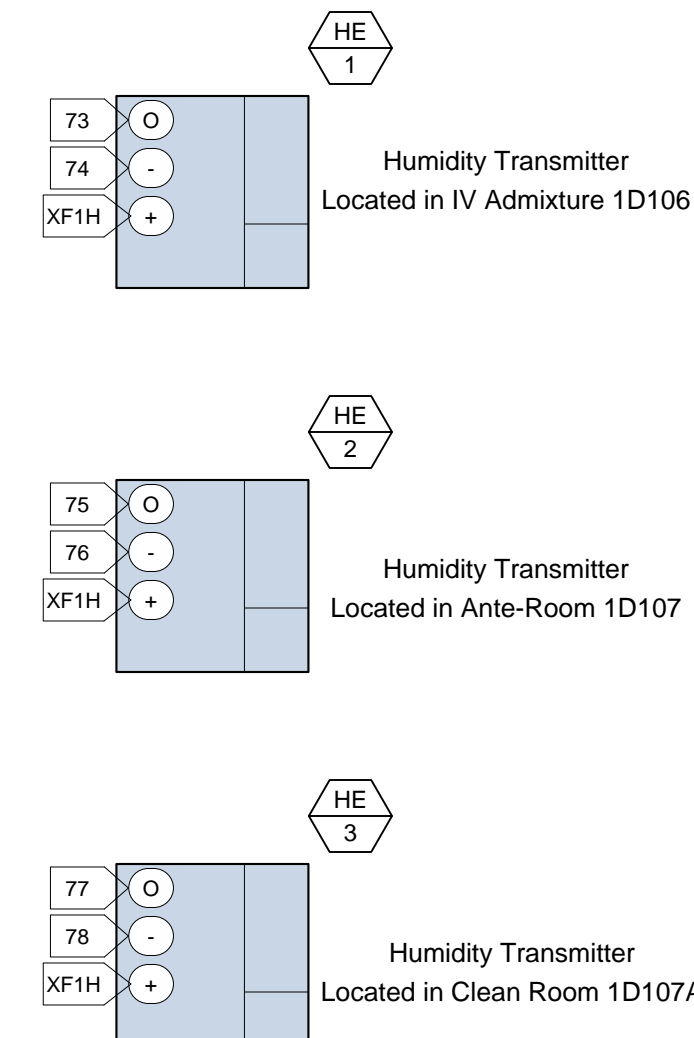 HE
1
73
O
74
-
XF1H
+
Humidity Transmitter
Located in IV Admixture 1D106
HE
2
75
O
76
-
XF1H
+
Humidity Transmitter
Located in Ante-Room 1D107
HE
3
77
O
78
-
XF1H
+
Humidity Transmitter
Located in Clean Room 1D107A